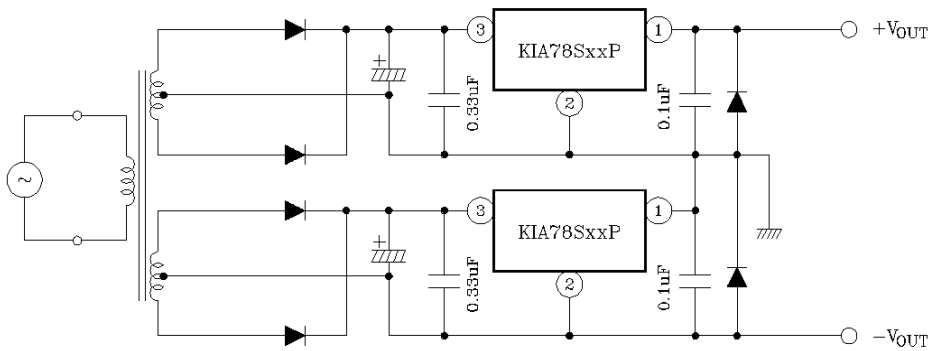 3
KIA78SxxP
1
+VOUT
+
0.33uF
2
0.1uF
~
3
KIA78SxxP
1
+
0.33uF
2
0.1uF
−VOUT